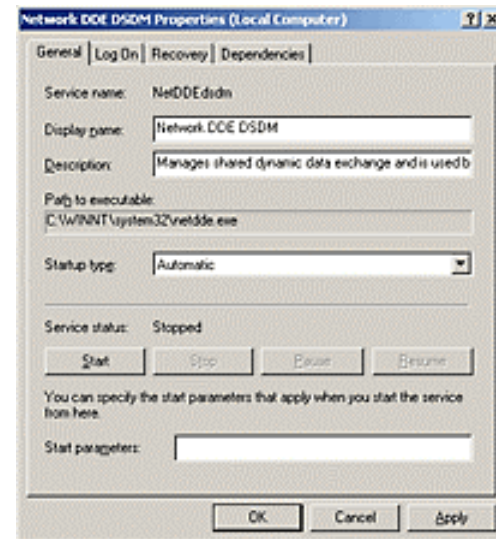 Network DDE DSDM Properties (Local Computer)
General Log On Recovery Dependencies
Service name: NetDDEdsdm
Display name: Network DDE DSDM
Description: Manages shared dynamic data exchange and is used b
Path to executable:
C:\WINNT\system32\netdde.exe
Startup type: Automatic
Service status: Stopped
Start Stop Pause Resume
You can specify the start parameters that apply when you start the service
from here.
Start parameters:
OK Cancel Apply